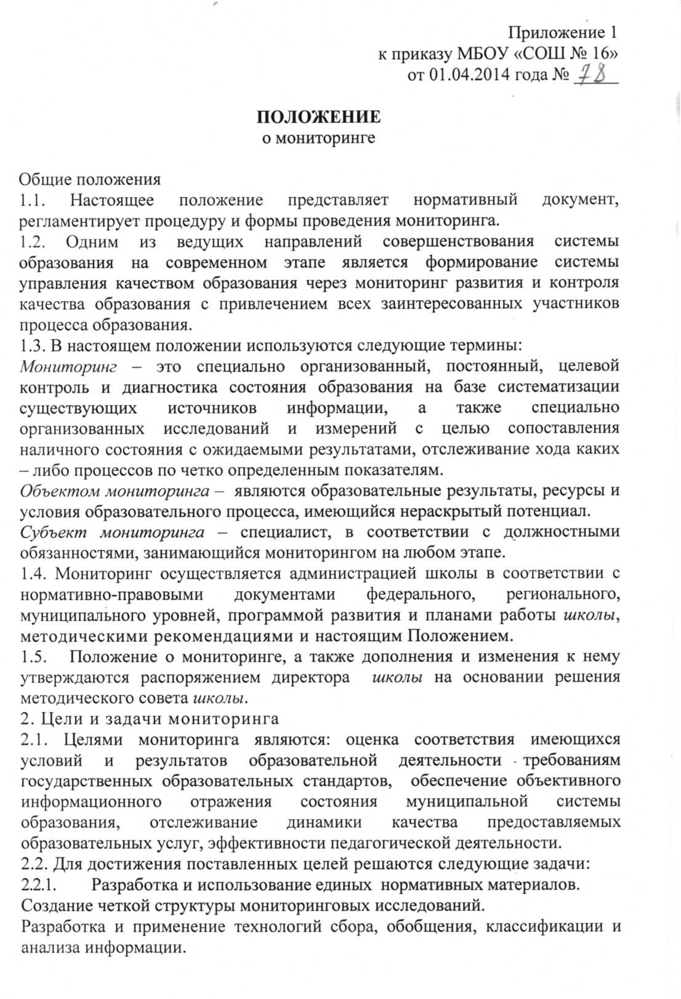 Приложение 1
к приказу МБОУ «СОШ № 16»
от 01.04.2014 года № 78
ПОЛОЖЕНИЕ
о мониторинге
Общие положения
1.1. Настоящее положение представляет нормативный документ,
регламентирует процедуру и формы проведения мониторинга.
1.2. Одним из ведущих направлений совершенствования системы
образования на современном этапе является формирование системы
управления качеством образования через мониторинг развития и контроля
качества образования с привлечением всех заинтересованных участников
процесса образования.
1.3. В настоящем положении используются следующие термины:
Мониторинг – это специально организованный, постоянный, целевой
контроль и диагностика состояния образования на базе систематизации
существующих источников информации, а также специально
организованных исследований и измерений с целью сопоставления
наличного состояния с ожидаемыми результатами, отслеживание хода каких
– либо процессов по четко определенным показателям.
Объектом мониторинга – являются образовательные результаты, ресурсы и
условия образовательного процесса, имеющийся нераскрытый потенциал.
Субъект мониторинга – специалист, в соответствии с должностными
обязанностями, занимающийся мониторингом на любом этапе.
1.4. Мониторинг осуществляется администрацией школы в соответствии с
нормативно-правовыми документами федерального, регионального,
муниципального уровней, программой развития и планами работы школы,
методическими рекомендациями и настоящим Положением.
1.5. Положение о мониторинге, а также дополнения и изменения к нему
утверждаются распоряжением директора школы на основании решения
методического совета школы.
2. Цели и задачи мониторинга
2.1. Целями мониторинга являются: оценка соответствия имеющихся
условий и результатов образовательной деятельности - требованиям
государственных образовательных стандартов, обеспечение объективного
информационного отражения состояния муниципальной системы
образования, отслеживание динамики качества предоставляемых
образовательных услуг, эффективности педагогической деятельности.
2.2. Для достижения поставленных целей решаются следующие задачи:
2.2.1. Разработка и использование единых нормативных материалов.
Создание четкой структуры мониторинговых исследований.
Разработка и применение технологий сбора, обобщения, классификации и
анализа информации.